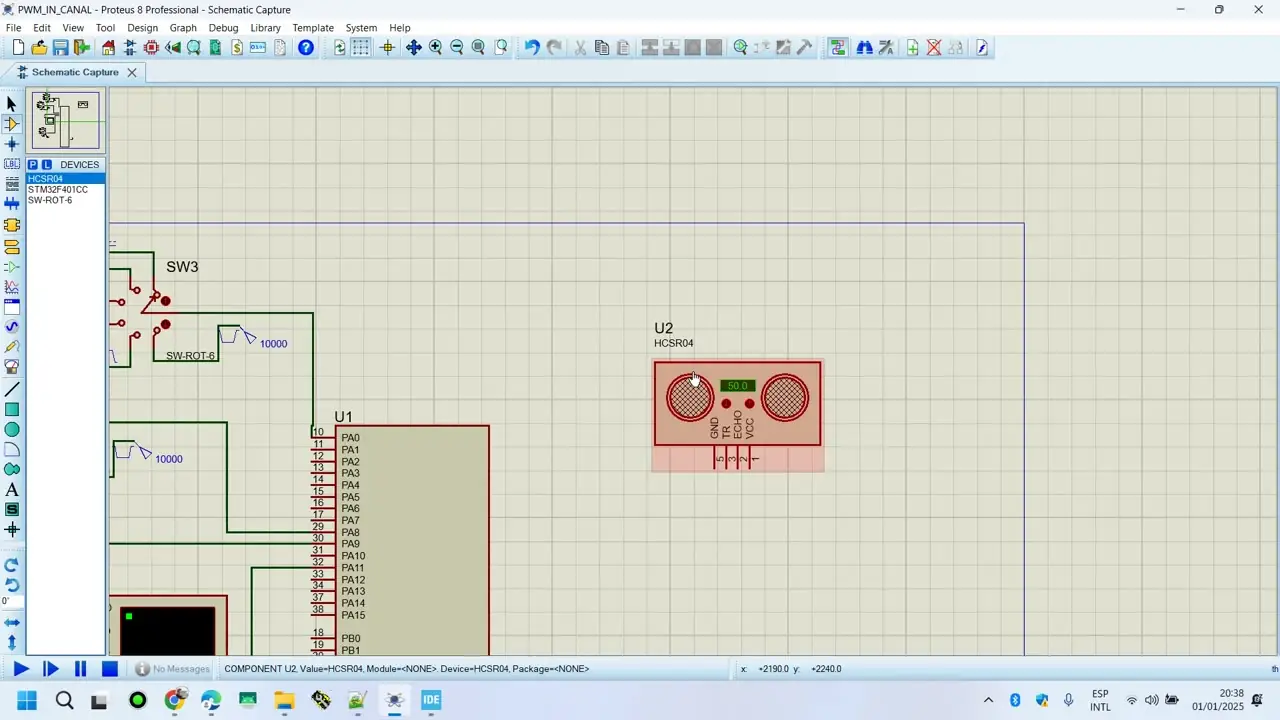 PWM_IN_CANAL - Proteus 8 Professional - Schematic Capture
File Edit View Tool Design Graph Debug Library Template System Help
Schematic Capture
P L DEVICES
HCSR04
STM32F401CC
SW-ROT-6
SW3
SW-ROT-6
10000
10000
U1
10 PA0
11 PA1
12 PA2
13 PA3
14 PA4
15 PA5
16 PA6
17 PA7
29 PA8
30 PA9
31 PA10
32 PA11
33 PA12
34 PA13
37 PA14
38 PA15
18 PB0
19 PB1
U2
HCSR04
50.0
GND TR ECHO VCC
5 3 2 1
0°
No Messages
COMPONENT U2, Value=HCSR04, Module=<NONE>. Device=HCSR04, Package=<NONE>
x: +2190.0 y: +2240.0
th
IDE
ESP
INTL
20:38
01/01/2025